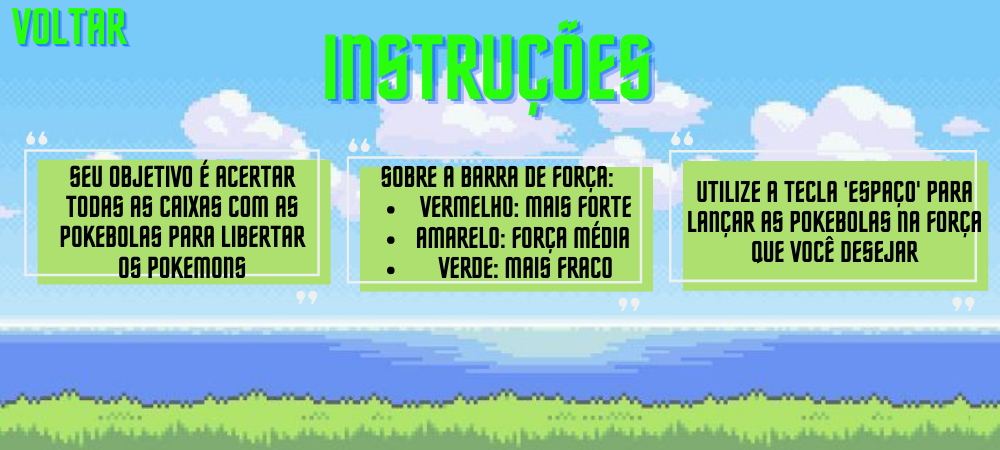 VOLTAR
INSTRUÇÕES
SEU OBJETIVO É ACERTAR
TODAS AS CAIXAS COM AS
POKEBOLAS PARA LIBERTAR
OS POKEMONS
SOBRE A BARRA DE FORÇA:
• VERMELHO: MAIS FORTE
• AMARELO: FORÇA MÉDIA
• VERDE: MAIS FRACO
UTILIZE A TECLA 'ESPAÇO' PARA
LANÇAR AS POKEBOLAS NA FORÇA
QUE VOCÊ DESEJAR